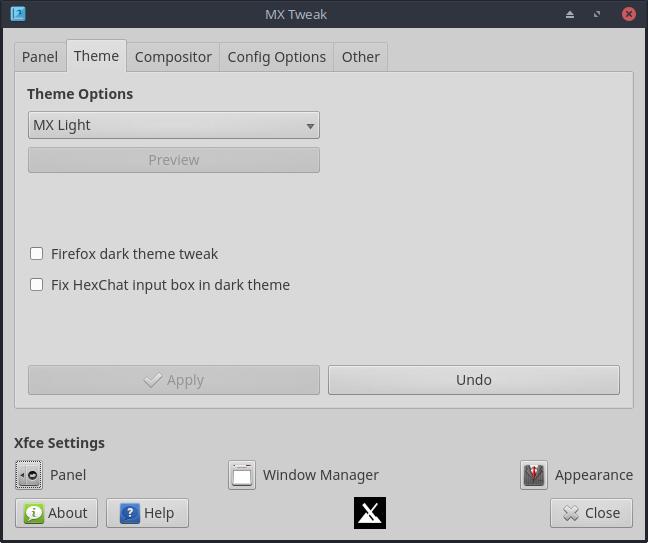 MX Tweak
Panel Theme Compositor Config Options Other
Theme Options
MX Light
Preview
Firefox dark theme tweak
Fix HexChat input box in dark theme
Apply Undo
Xfce Settings
Panel Window Manager Appearance
About Help Close